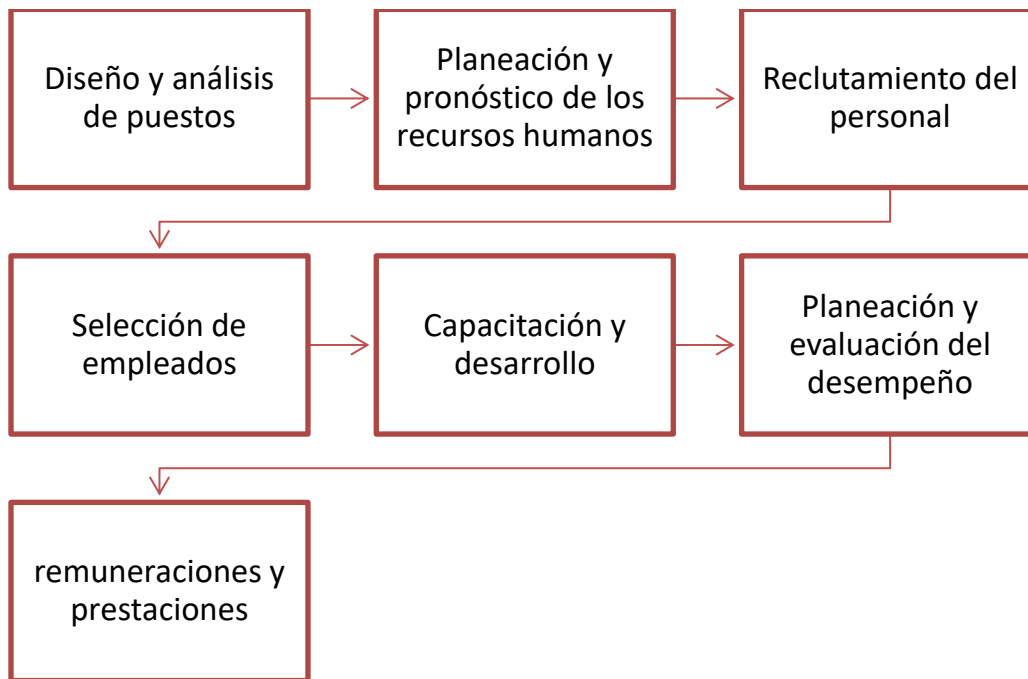 Diseño y análisis
de puestos
Planeación y
pronóstico de los
recursos humanos
Reclutamiento del
personal
Selección de
empleados
Capacitación y
desarrollo
Planeación y
evaluación del
desempeño
remuneraciones y
prestaciones